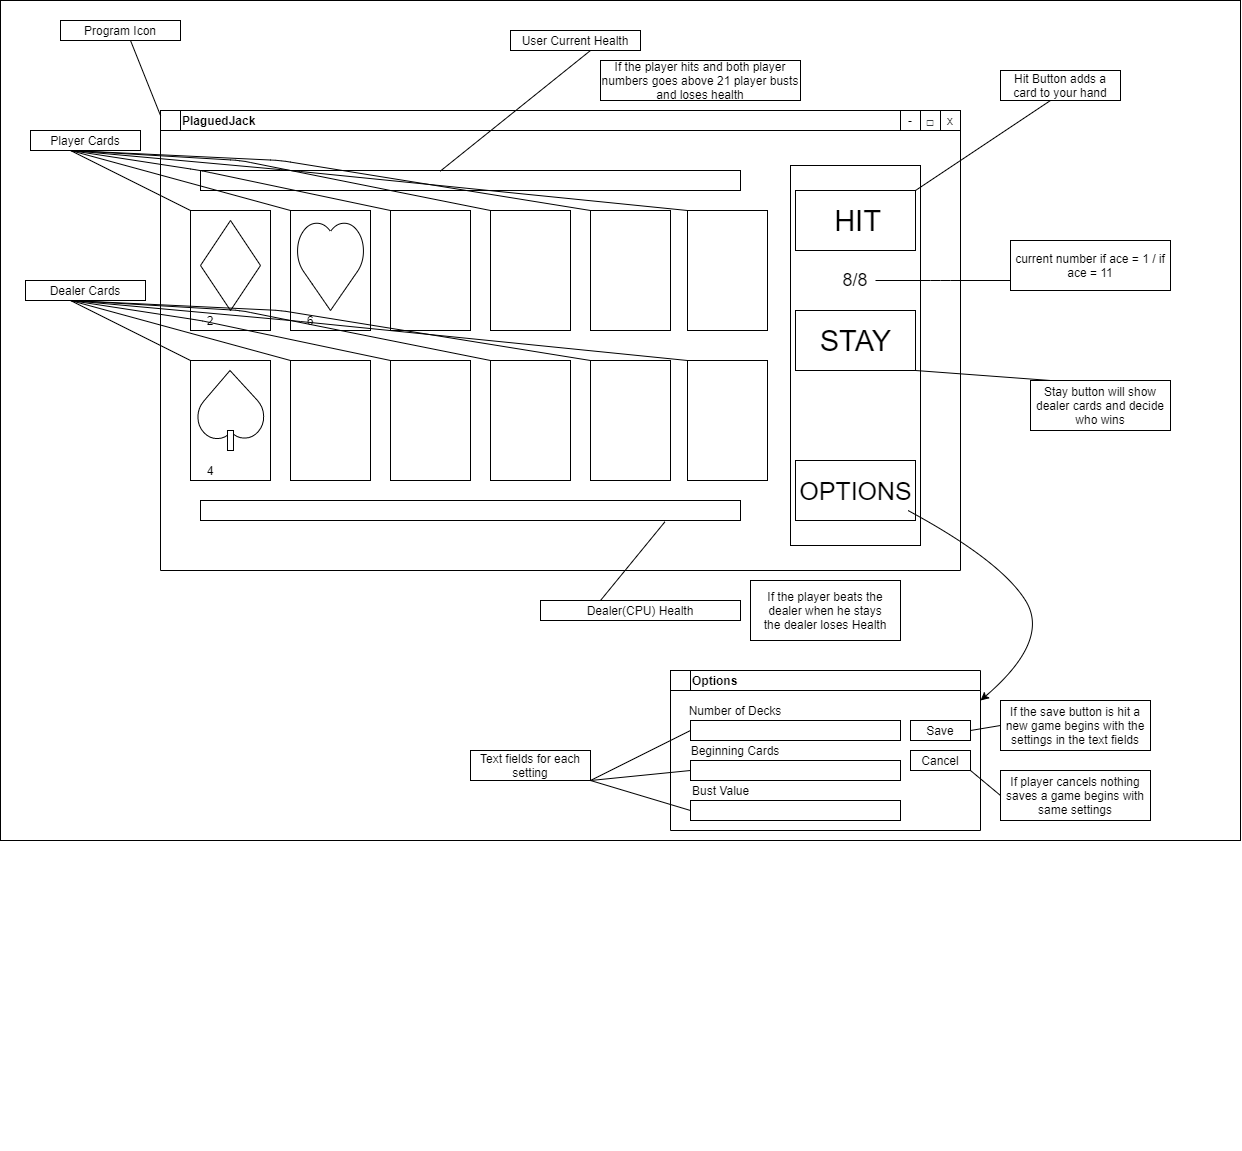 Program Icon
User Current Health
If the player hits and both player
numbers goes above 21 player busts
and loses health
Hit Button adds a
card to your hand
PlaguedJack
- □ X
Player Cards
HIT
8/8
current number if ace = 1 / if
ace = 11
Dealer Cards
2
6
STAY
Stay button will show
dealer cards and decide
who wins
4
OPTIONS
Dealer(CPU) Health
If the player beats the
dealer when he stays
the dealer loses Health
Options
Number of Decks
Save
If the save button is hit a
new game begins with the
settings in the text fields
Text fields for each
setting
Beginning Cards
Cancel
If player cancels nothing
saves a game begins with
same settings
Bust Value